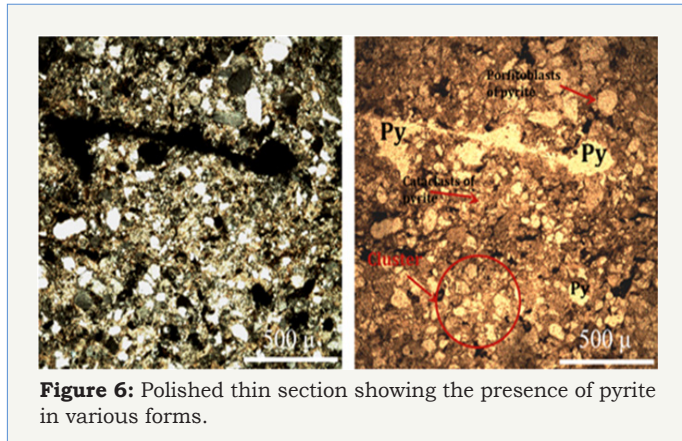 Porfitoblasts
of pyrite
Py
Py
Cataclasts of
pyrite
Cluster
Py
500 µ
500 µ
Figure 6: Polished thin section showing the presence of pyrite
in various forms.